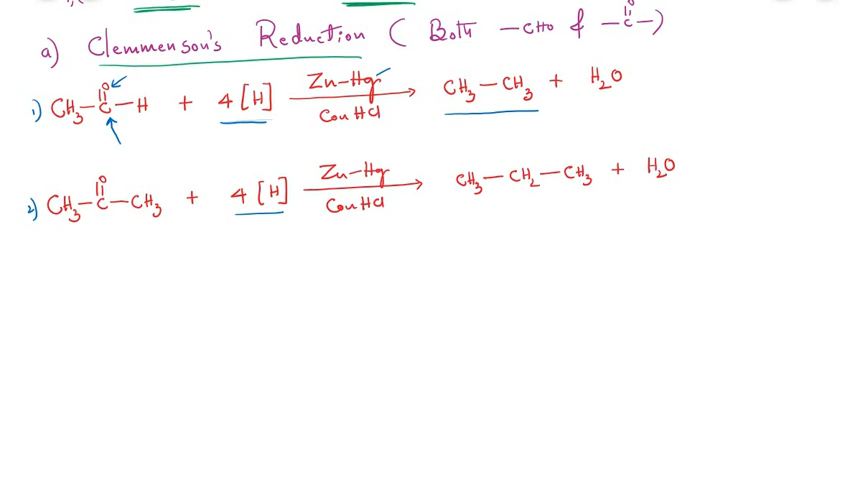 a) Clemmenson's Reduction ( Both —CHO & —C(=O)—)
1) CH₃—C(=O)—H + 4[H] —Zn-Hg / Con HCl→ CH₃—CH₃ + H₂O
2) CH₃—C(=O)—CH₃ + 4[H] —Zn-Hg / Con HCl→ CH₃—CH₂—CH₃ + H₂O